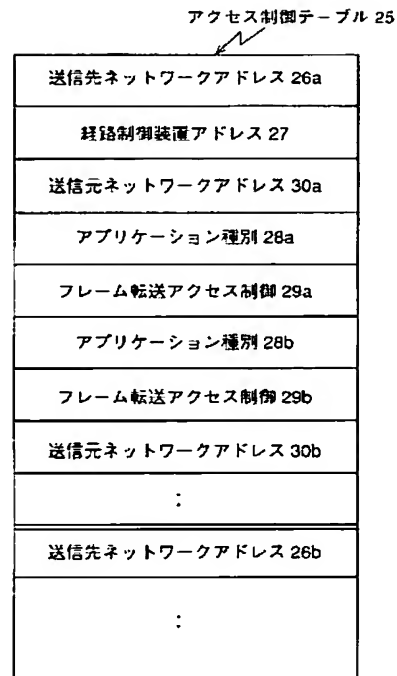 アクセス制御テーブル 25
送信先ネットワークアドレス 26a
経路制御装置アドレス 27
送信元ネットワークアドレス 30a
アプリケーション種別 28a
フレーム転送アクセス制御 29a
アプリケーション種別 28b
フレーム転送アクセス制御 29b
送信元ネットワークアドレス 30b
:
送信先ネットワークアドレス 26b
: